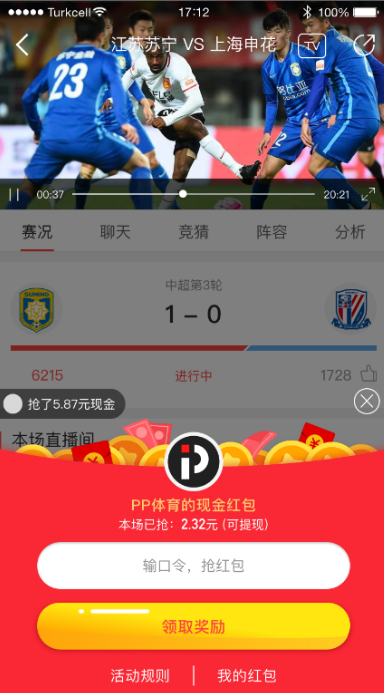 Turkcell 17:12 100%
江苏苏宁 VS 上海申花 TV
23
00:37 20:21
赛况 聊天 竞猜 阵容 分析
中超第3轮
1 - 0
6215 进行中 1728
抢了5.87元现金
本场直播间
PP体育的现金红包
本场已抢：2.32元 (可提现)
输口令，抢红包
领取奖励
活动规则 我的红包